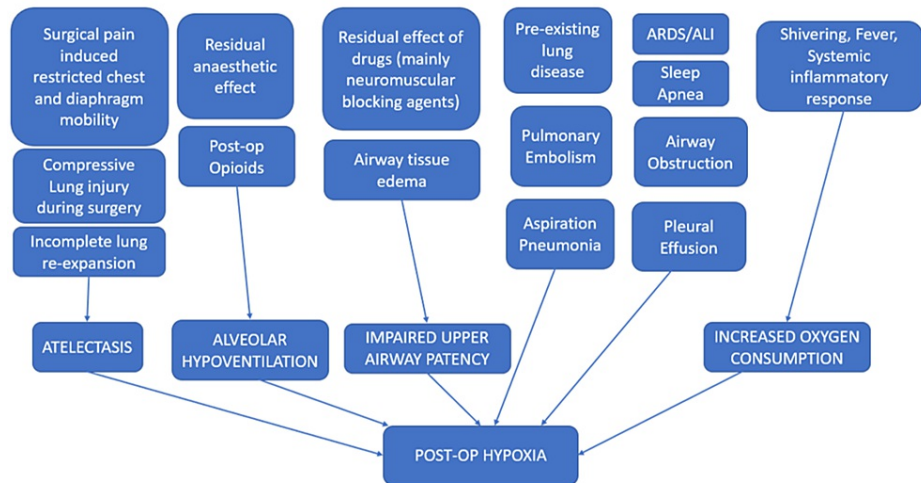 Surgical pain
induced
restricted chest
and diaphragm
mobility
Compressive
Lung injury
during surgery
Incomplete lung
re-expansion
Residual
anaesthetic
effect
Post-op
Opioids
Residual effect of
drugs (mainly
neuromuscular
blocking agents)
Airway tissue
edema
Pre-existing
lung
disease
Pulmonary
Embolism
Aspiration
Pneumonia
ARDS/ALI
Sleep
Apnea
Airway
Obstruction
Pleural
Effusion
Shivering, Fever,
Systemic
inflammatory
response
ATELECTASIS
ALVEOLAR
HYPOVENTILATION
IMPAIRED UPPER
AIRWAY PATENCY
INCREASED OXYGEN
CONSUMPTION
POST-OP HYPOXIA